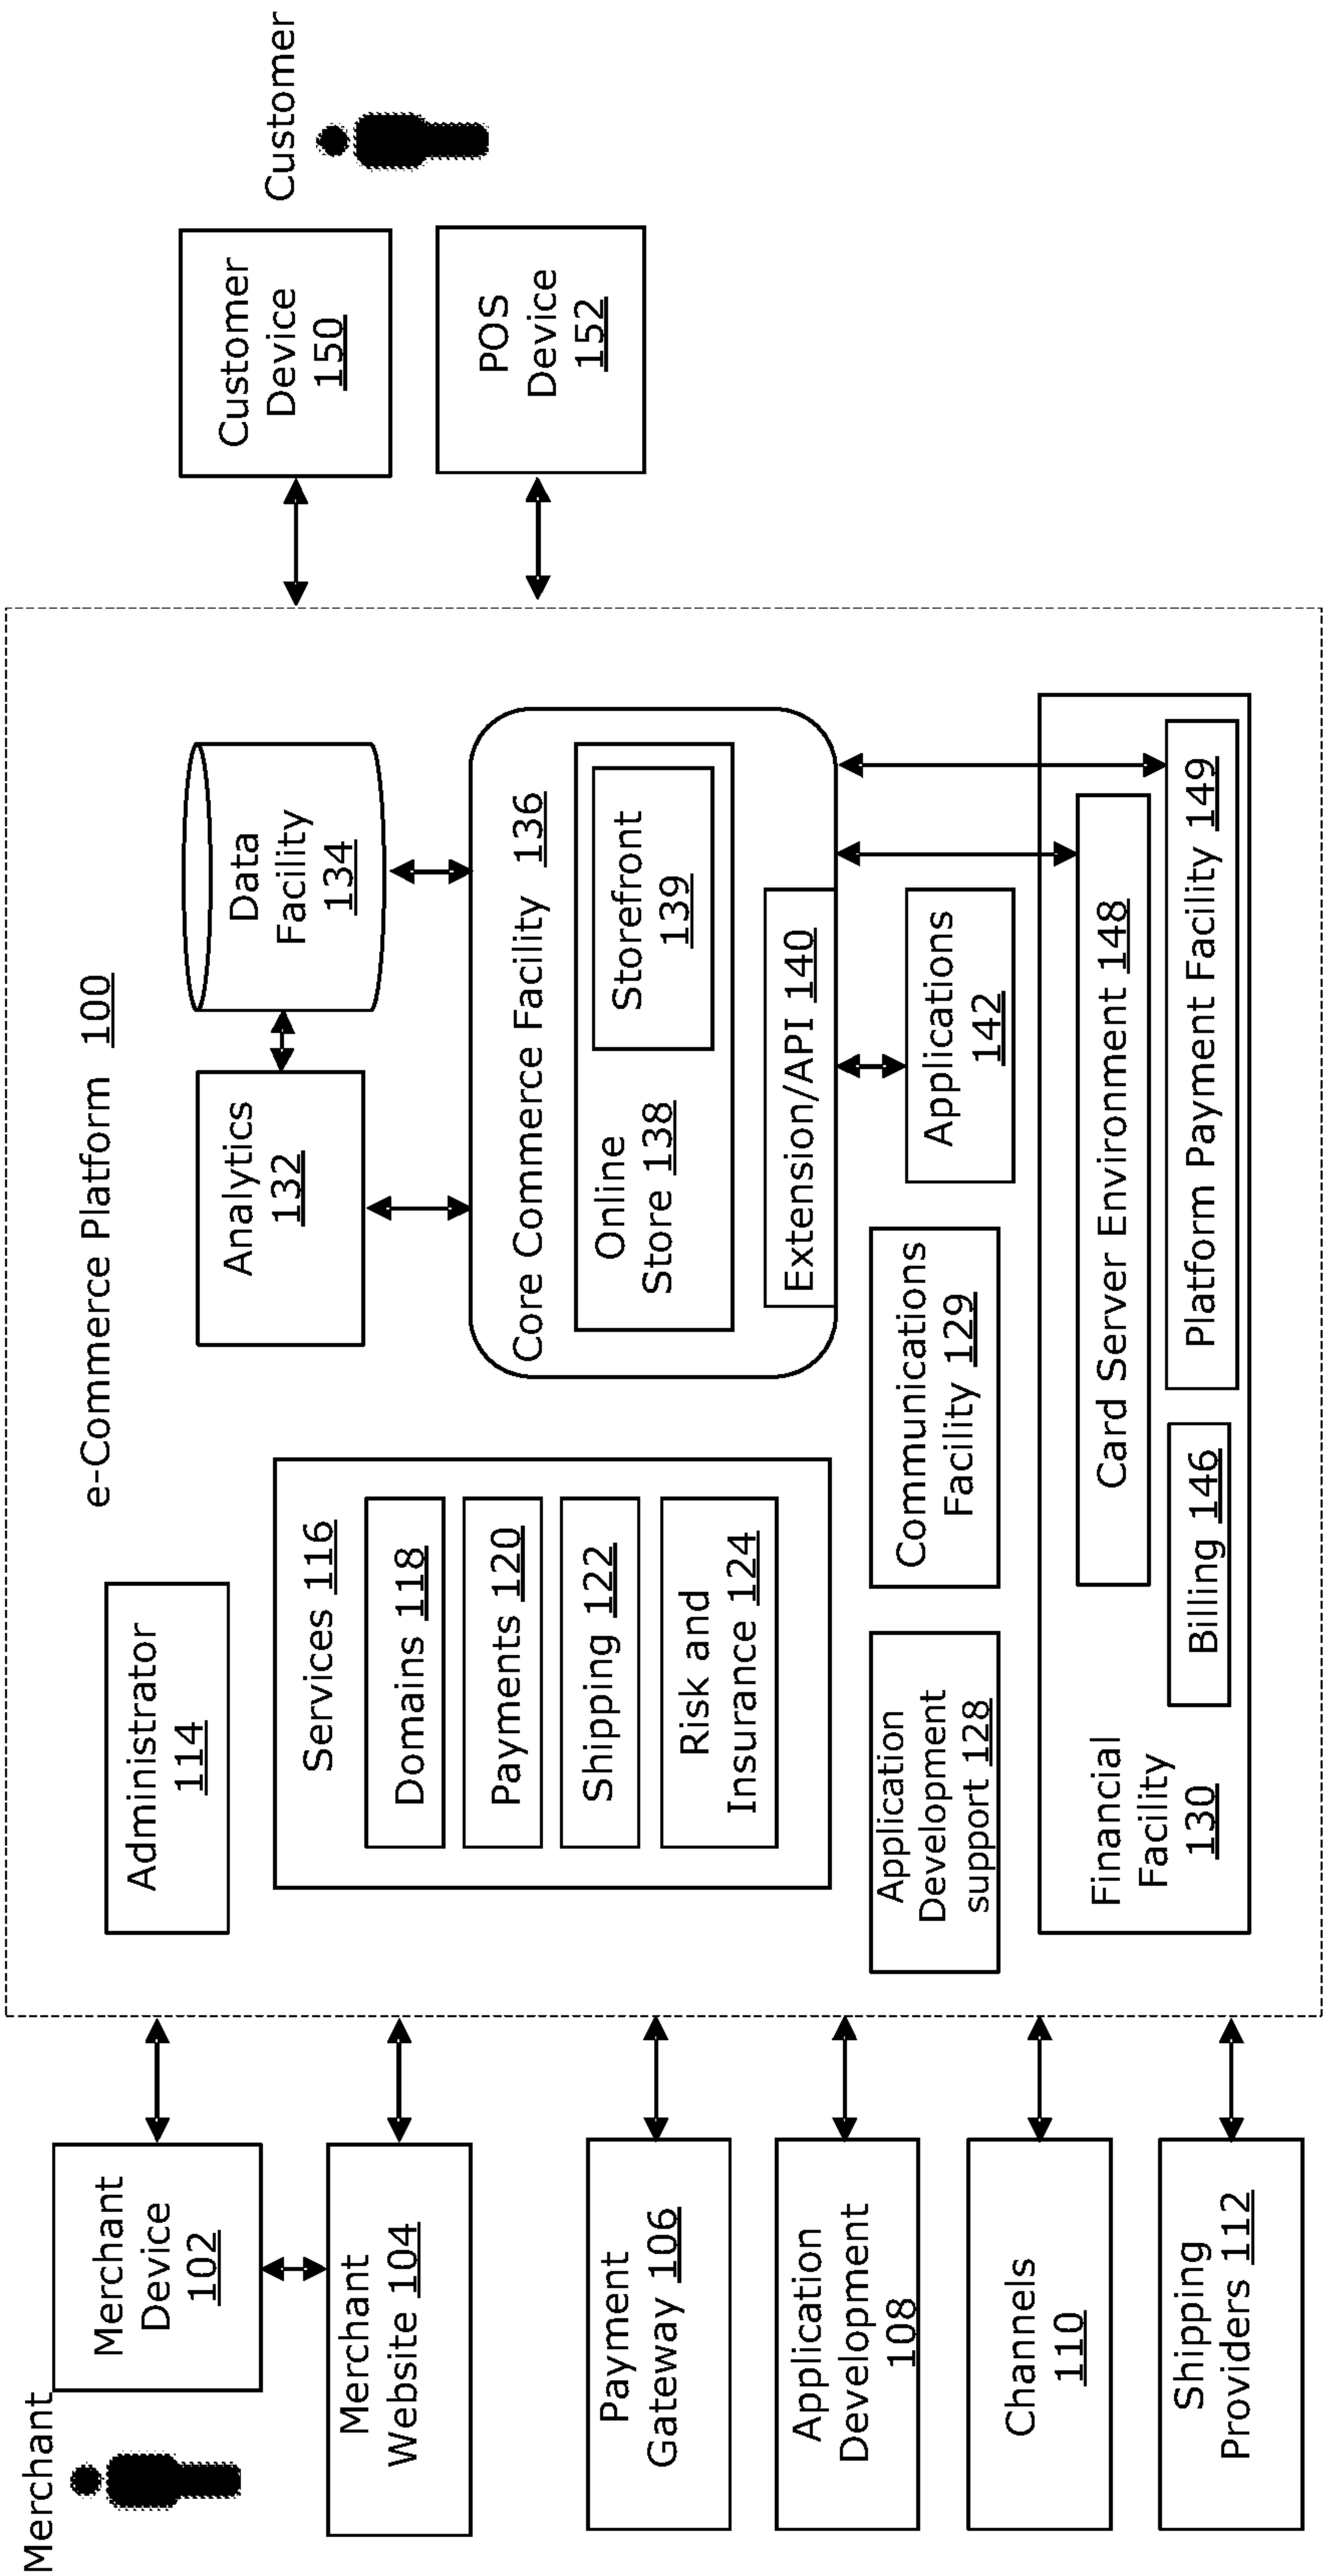 Merchant
Merchant
Device
102
Merchant
Website 104
Payment
Gateway 106
Application
Development
108
Channels
110
Shipping
Providers 112
e-Commerce Platform 100
Administrator
114
Services 116
Domains 118
Payments 120
Shipping 122
Risk and
Insurance 124
Application
Development
support 128
Communications
Facility 129
Analytics
132
Data
Facility
134
Core Commerce Facility 136
Online
Store 138
Storefront
139
Extension/API 140
Applications
142
Financial
Facility
130
Card Server Environment 148
Billing 146
Platform Payment Facility 149
Customer
Device
150
POS
Device
152
Customer